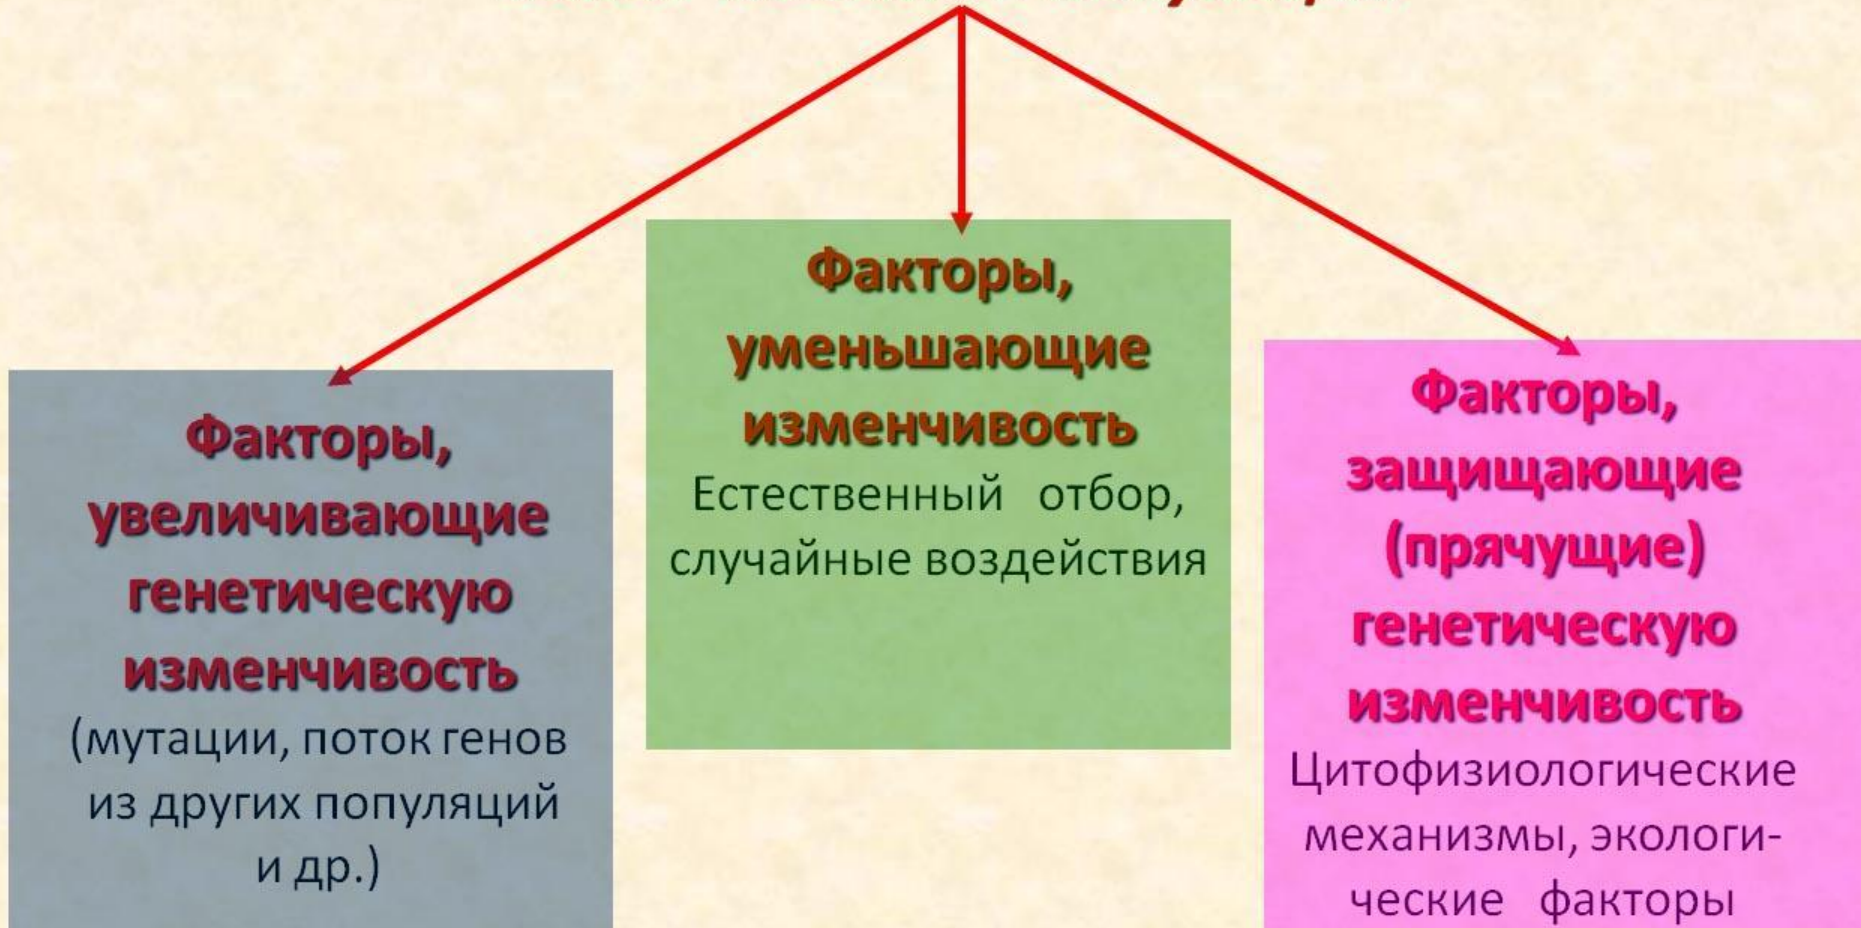 Факторы,
увеличивающие
генетическую
изменчивость
(мутации, поток генов
из других популяций
и др.)
Факторы,
уменьшающие
изменчивость
Естественный отбор,
случайные воздействия
Факторы,
защищающие
(прячущие)
генетическую
изменчивость
Цитофизиологические
механизмы, экологи-
ческие факторы